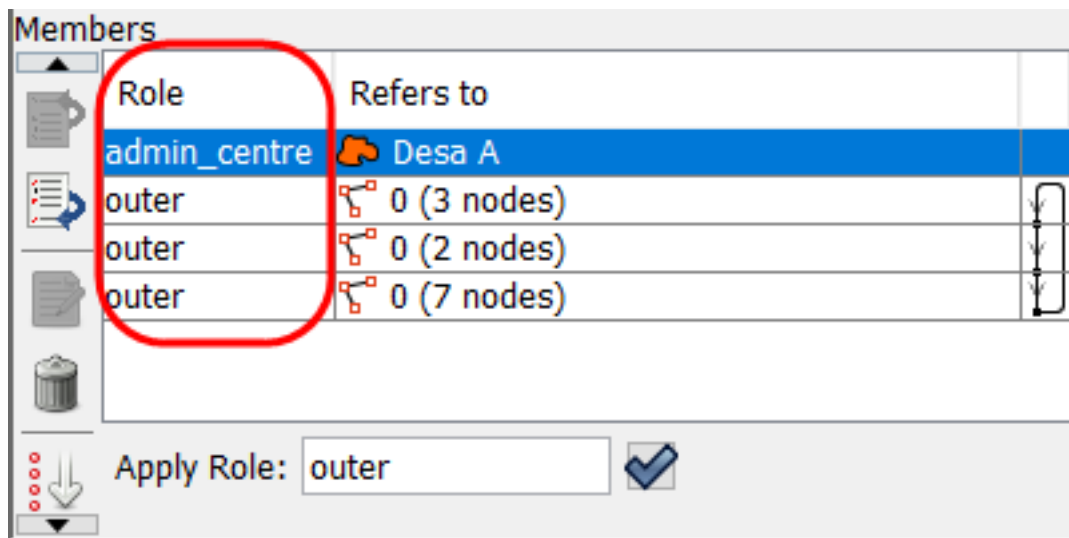 Members
Role Refers to
admin_centre Desa A
outer 0 (3 nodes)
outer 0 (2 nodes)
outer 0 (7 nodes)
Apply Role: outer